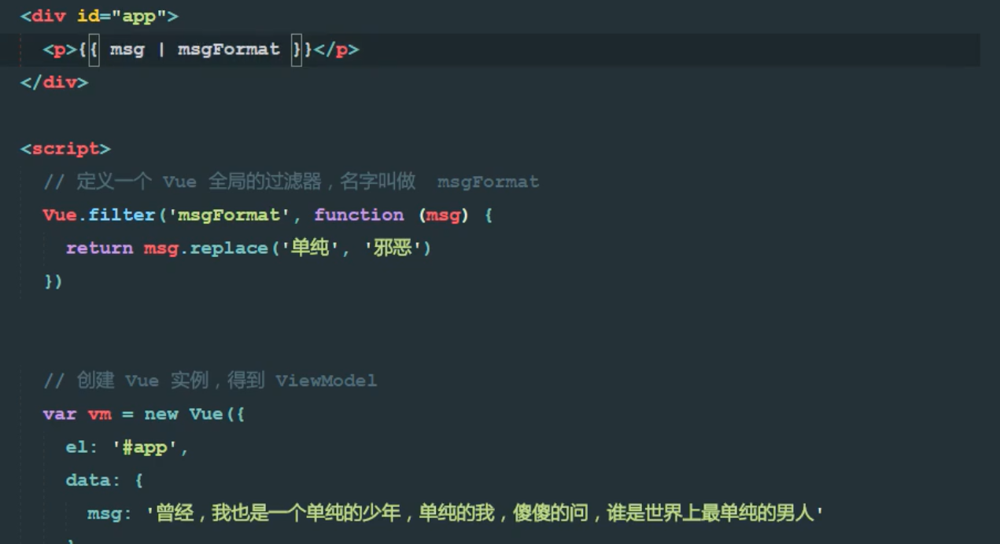 <div id="app">
<p>{{ msg | msgFormat }}</p>
</div>
<script>
// 定义一个 Vue 全局的过滤器，名字叫做  msgFormat
Vue.filter('msgFormat', function (msg) {
return msg.replace('单纯', '邪恶')
})
// 创建 Vue 实例，得到 ViewModel
var vm = new Vue({
el: '#app',
data: {
msg: '曾经，我也是一个单纯的少年，单纯的我，傻傻的问，谁是世界上最单纯的男人'